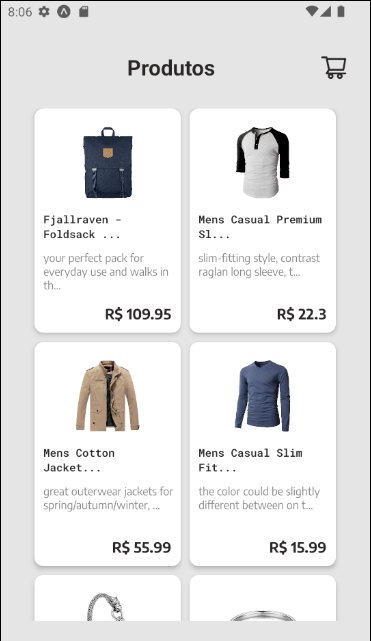 8:06
Produtos
Fjallraven -
Foldsack ...
your perfect pack for
everyday use and walks in
th...
R$ 109.95
Mens Casual Premium
Sl...
slim-fitting style, contrast
raglan long sleeve, t...
R$ 22.3
Mens Cotton
Jacket...
great outerwear jackets for
spring/autumn/winter, ...
R$ 55.99
Mens Casual Slim
Fit...
the color could be slightly
different between on t...
R$ 15.99